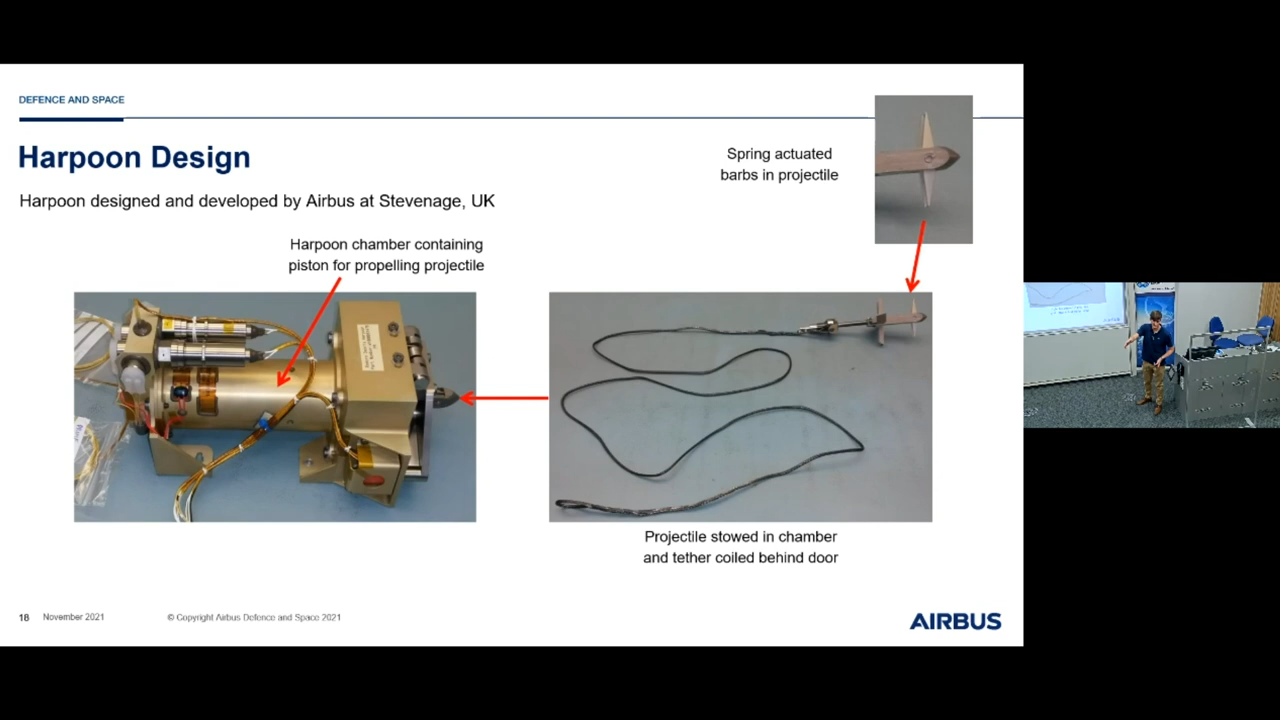 DEFENCE AND SPACE
Harpoon Design
Harpoon designed and developed by Airbus at Stevenage, UK
Spring actuated
barbs in projectile
Harpoon chamber containing
piston for propelling projectile
Projectile stowed in chamber
and tether coiled behind door
18 November 2021 © Copyright Airbus Defence and Space 2021
AIRBUS